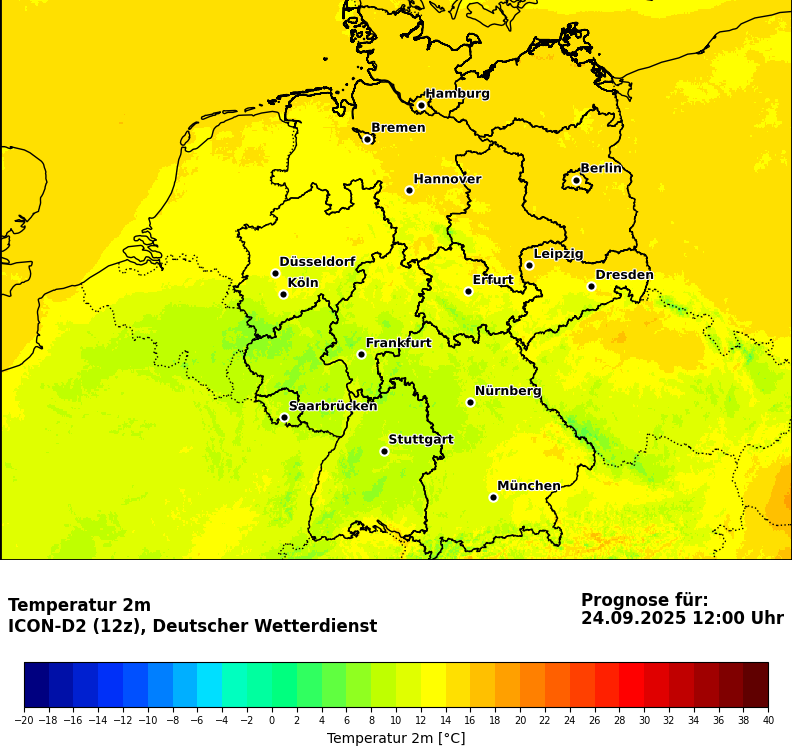 Hamburg
Bremen
Berlin
Hannover
Leipzig
Düsseldorf
Dresden
Köln
Erfurt
Frankfurt
Nürnberg
Saarbrücken
Stuttgart
München
Temperatur 2m
ICON-D2 (12z), Deutscher Wetterdienst
Prognose für:
24.09.2025 12:00 Uhr
−20 −18 −16 −14 −12 −10 −8 −6 −4 −2 0 2 4 6 8 10 12 14 16 18 20 22 24 26 28 30 32 34 36 38 40
Temperatur 2m [°C]